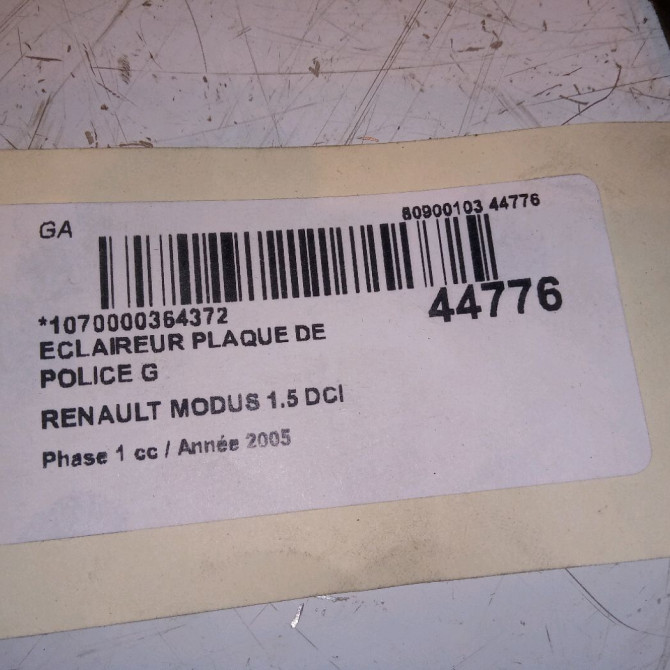 GA
80900103 44776
*1070000364372
44776
ECLAIREUR PLAQUE DE
POLICE G
RENAULT MODUS 1.5 DCI
Phase 1 cc / Année 2005